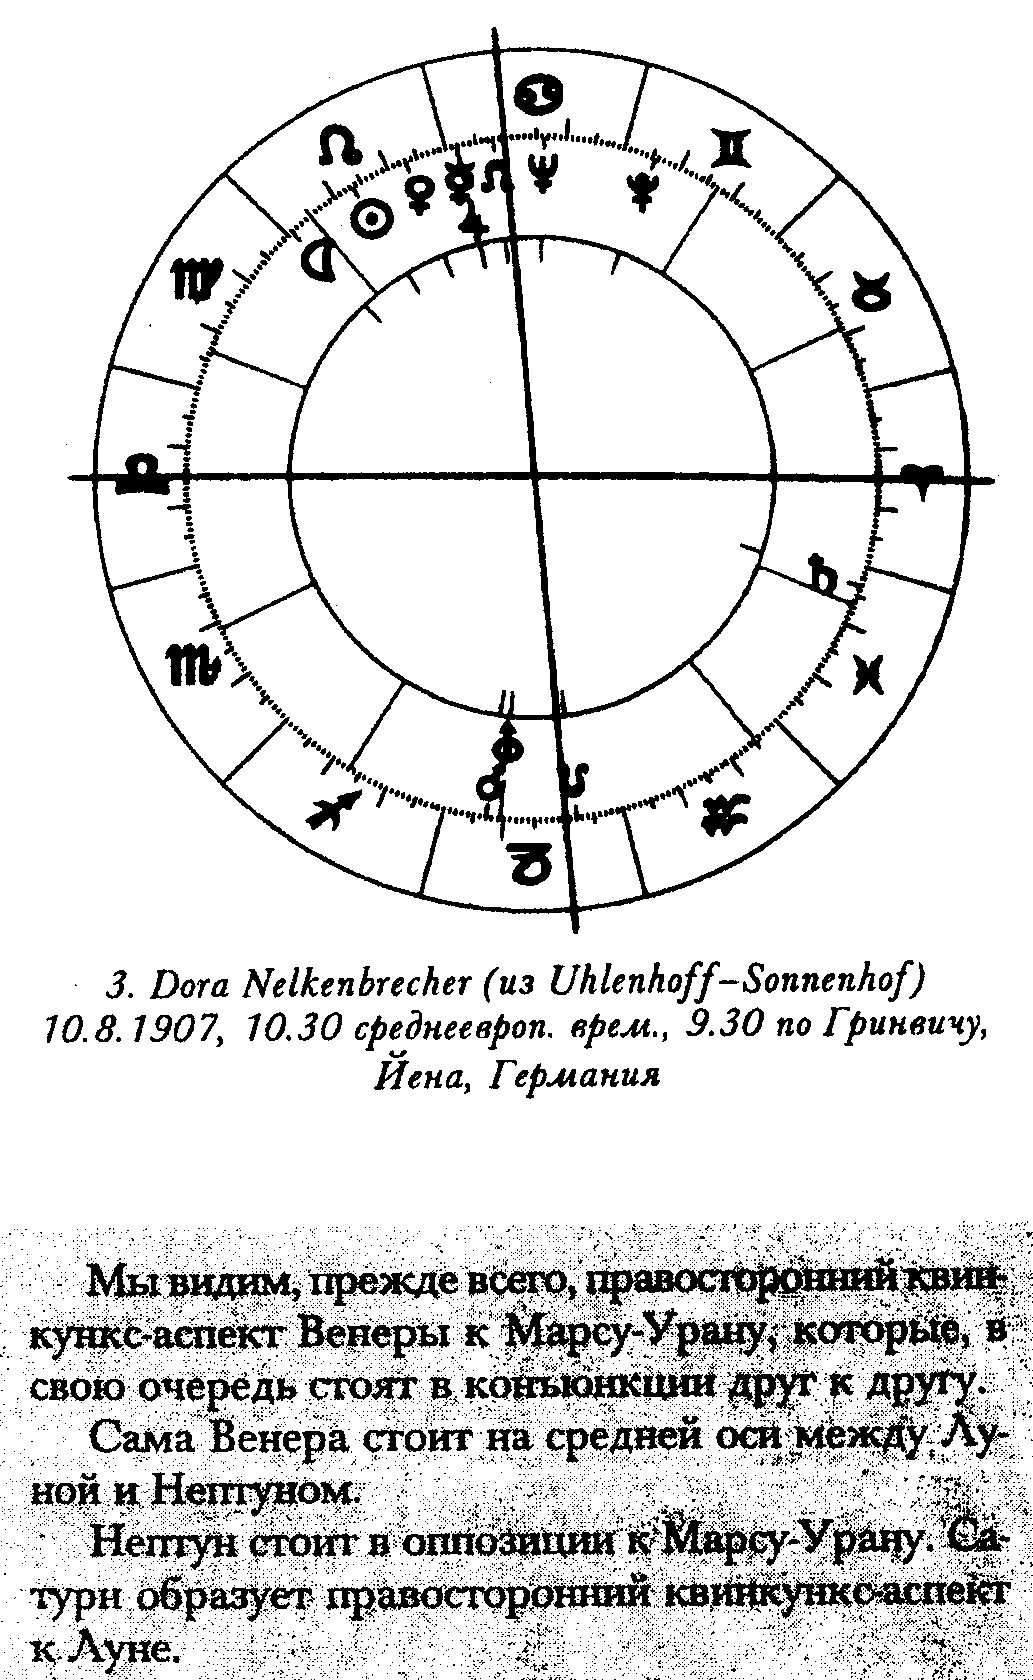 3. Dora Nelkenbrecher (из Uhlenhoff–Sonnenhof)
10.8.1907, 10.30 среднеевроп. врем., 9.30 по Гринвичу,
Йена, Германия
Мы видим, прежде всего, правосторонний квин-
кункс-аспект Венеры к Марсу-Урану, которые, в
свою очередь стоят в конъюнкции друг к другу.
Сама Венера стоит на средней оси между Лу-
ной и Нептуном.
Нептун стоит в оппозиции к Марсу-Урану. Са-
турн образует правосторонний квинкункс-аспект
к Луне.